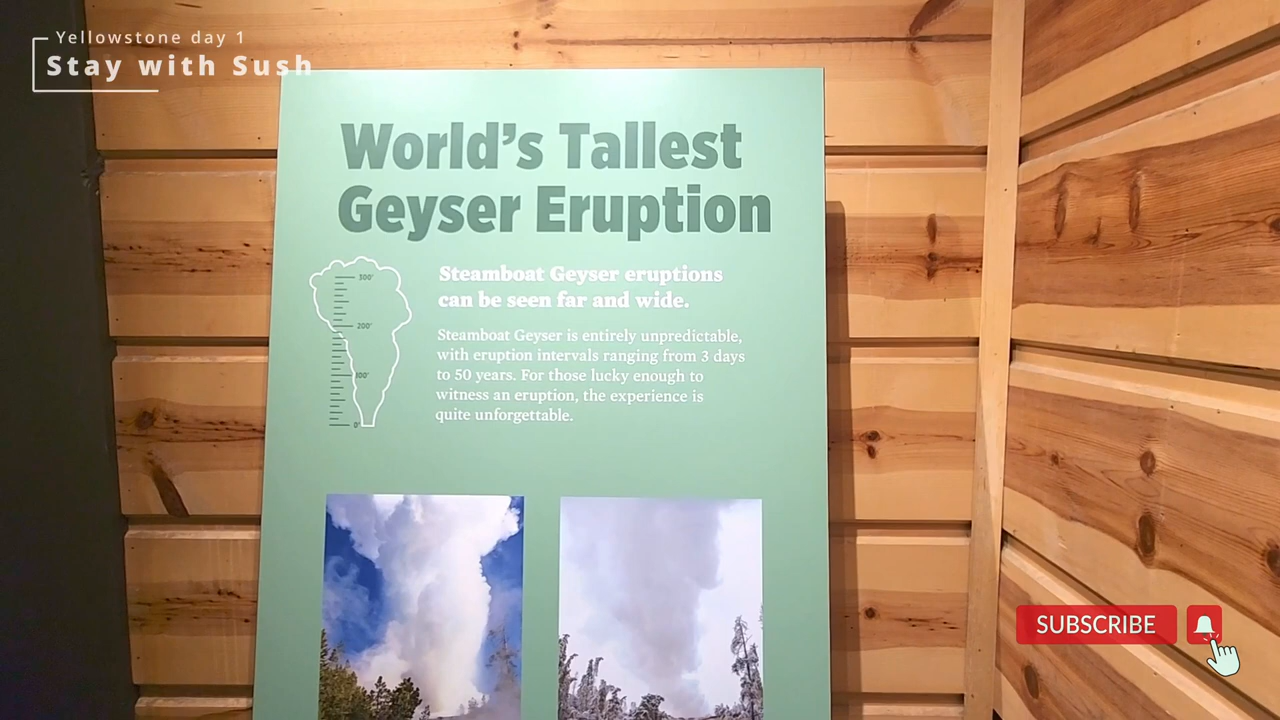 Yellowstone day 1
Stay with Sush
World's Tallest
Geyser Eruption
300'
200'
100'
0'
Steamboat Geyser eruptions
can be seen far and wide.
Steamboat Geyser is entirely unpredictable,
with eruption intervals ranging from 3 days
to 50 years. For those lucky enough to
witness an eruption, the experience is
quite unforgettable.
SUBSCRIBE